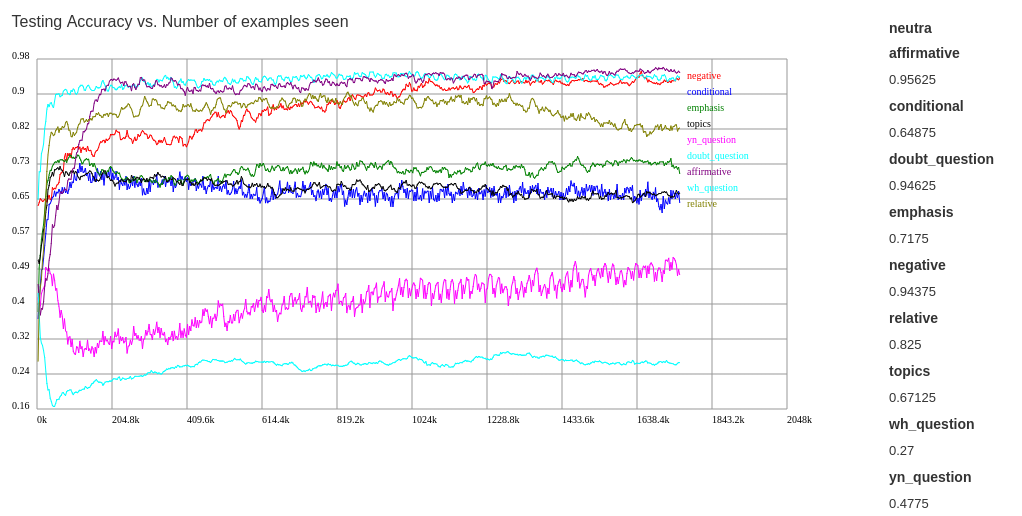 Testing Accuracy vs. Number of examples seen
0.98
0.9
0.82
0.73
0.65
0.57
0.49
0.4
0.32
0.24
0.16
0k 204.8k 409.6k 614.4k 819.2k 1024k 1228.8k 1433.6k 1638.4k 1843.2k 2048k
negative
conditional
emphasis
topics
yn_question
doubt_question
affirmative
wh_question
relative
neutra
affirmative
0.95625
conditional
0.64875
doubt_question
0.94625
emphasis
0.7175
negative
0.94375
relative
0.825
topics
0.67125
wh_question
0.27
yn_question
0.4775